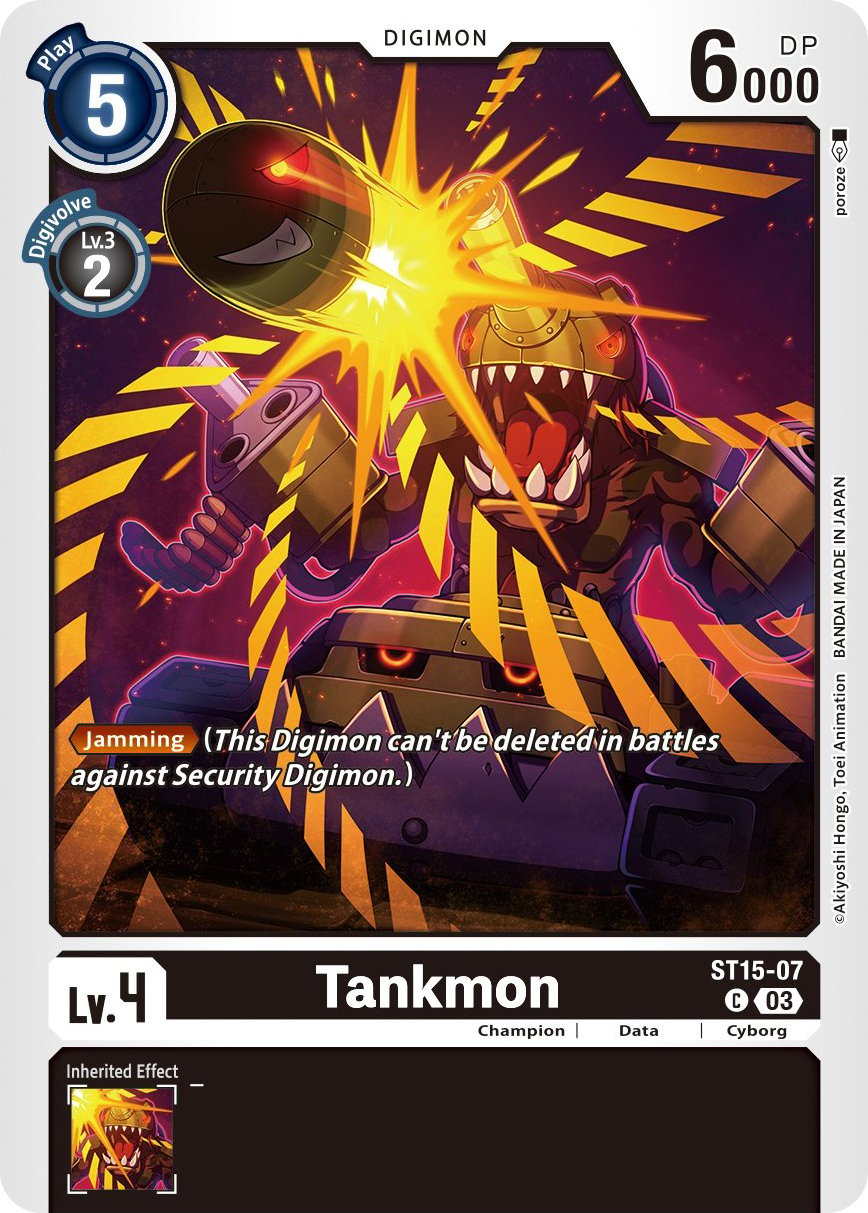 DIGIMON
Play
5
DP
6000
Digivolve
Lv.3
2
poroze
©Akiyoshi Hongo, Toei Animation BANDAI MADE IN JAPAN
Jamming (This Digimon can't be deleted in battles
against Security Digimon.)
Lv.4
Tankmon
ST15-07
C 03
Champion | Data | Cyborg
Inherited Effect
–